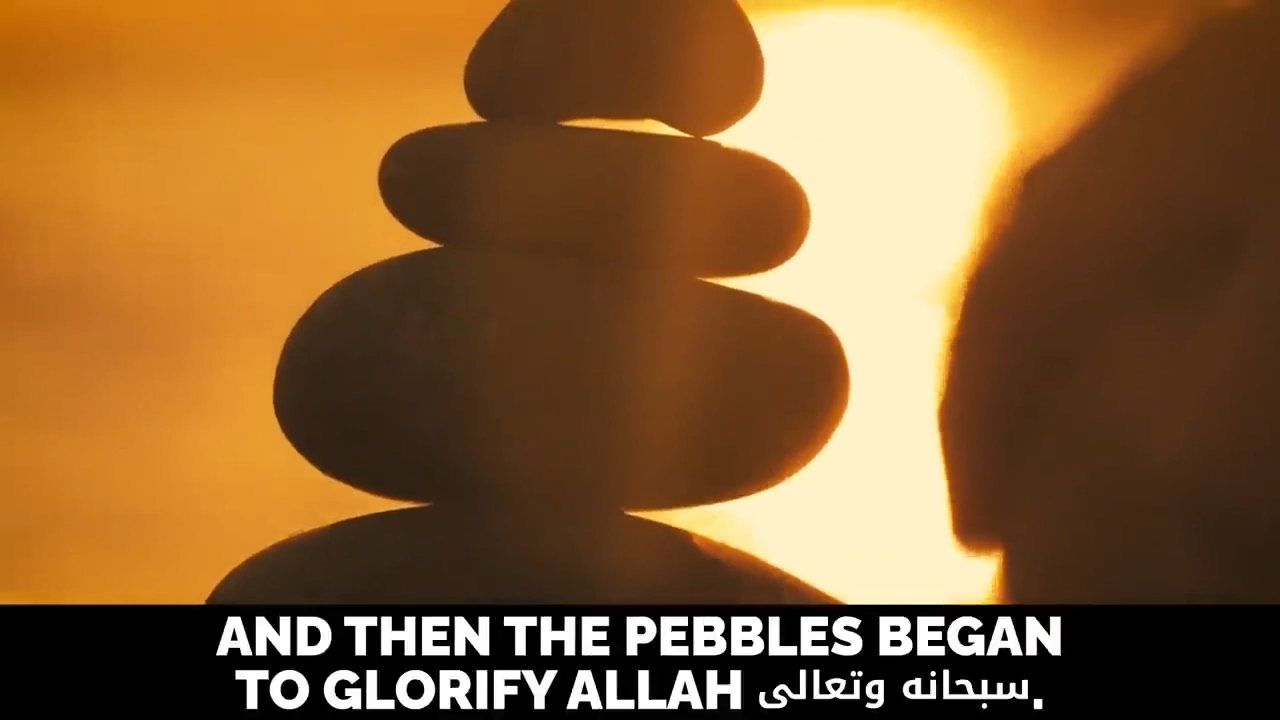 AND THEN THE PEBBLES BEGAN
TO GLORIFY ALLAH سبحانه وتعالى.